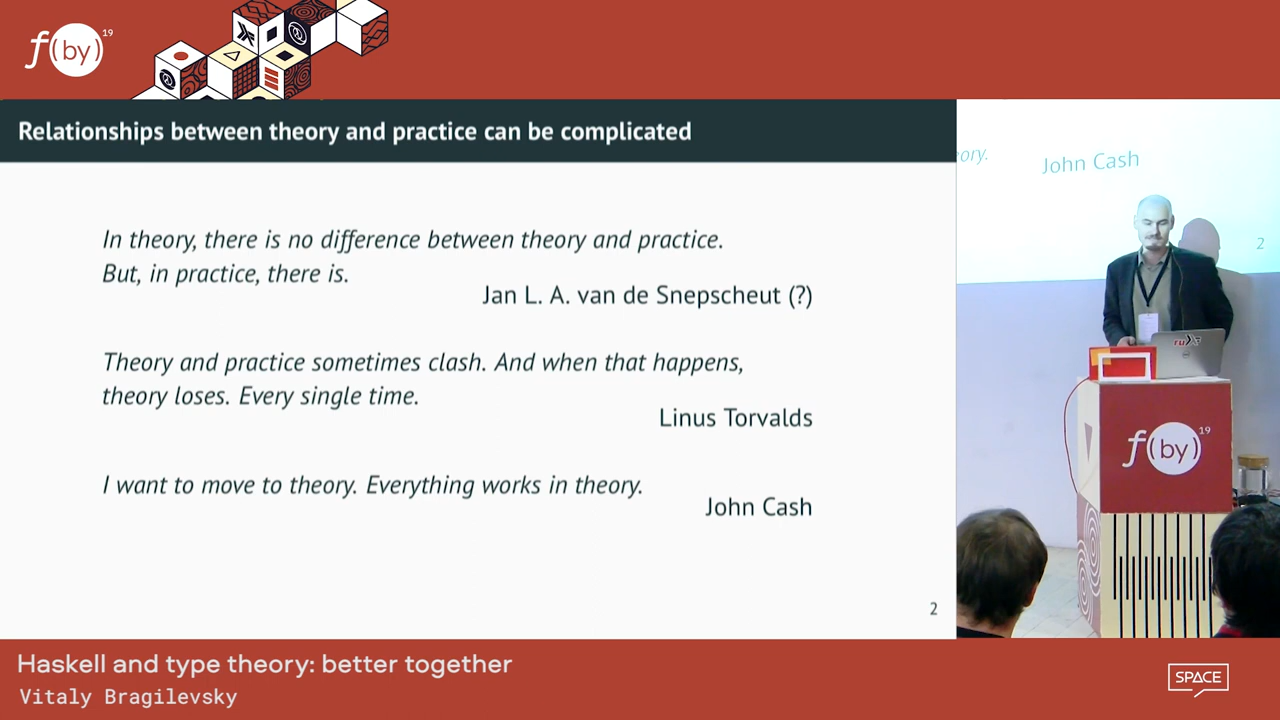 f(by) 19
Relationships between theory and practice can be complicated
In theory, there is no difference between theory and practice.
But, in practice, there is.
Jan L. A. van de Snepscheut (?)
Theory and practice sometimes clash. And when that happens,
theory loses. Every single time.
Linus Torvalds
I want to move to theory. Everything works in theory.
John Cash
2
ory.
John Cash
2
f(by) 19
Haskell and type theory: better together
Vitaly Bragilevsky
SPACE